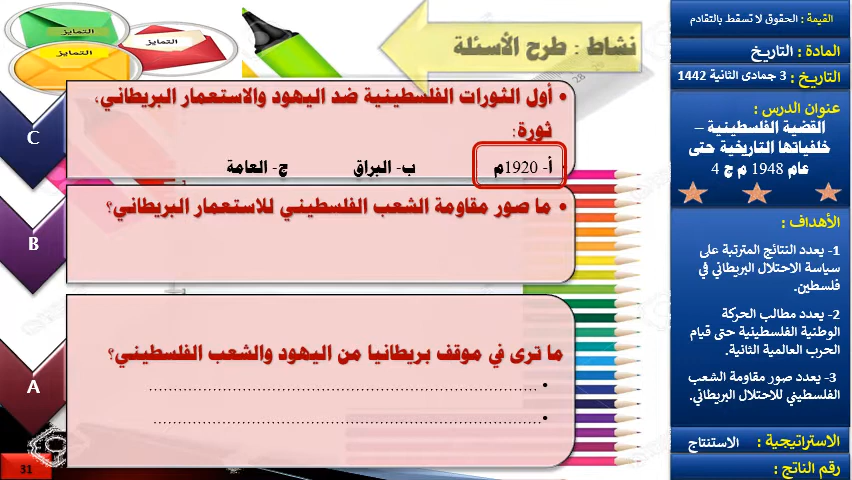 التمايز
التمايز
التمايز
نشاط : طرح الأسئلة
C
• أول الثورات الفلسطينية ضد اليهود والاستعمار البريطاني،
ثورة:
• أ- 1920م ب- البراق ج- العامة
B
• ما صور مقاومة الشعب الفلسطيني للاستعمار البريطاني؟
A
ما ترى في موقف بريطانيا من اليهود والشعب الفلسطيني؟
• ..............................................................
• ..............................................................
31
القيمة : الحقوق لا تسقط بالتقادم
المادة : التاريخ
التاريخ : 3 جمادى الثانية 1442
عنوان الدرس :
القضية الفلسطينية –
خلفياتها التاريخية حتى
عام 1948 م ج 4
الأهداف :
1- يعدد النتائج المترتبة على
سياسة الاحتلال البريطاني في
فلسطين.
2- يعدد مطالب الحركة
الوطنية الفلسطينية حتى قيام
الحرب العالمية الثانية.
3- يعدد صور مقاومة الشعب
الفلسطيني للاحتلال البريطاني.
الاستراتيجية : الاستنتاج
رقم الناتج :